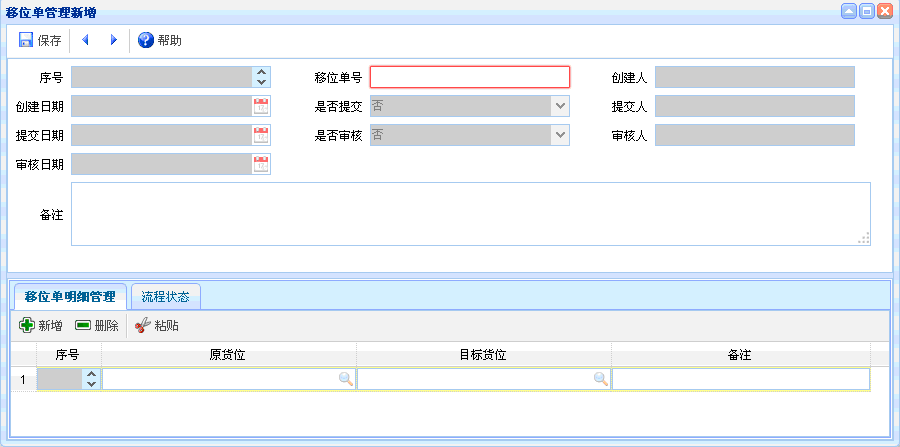 移位单管理新增
保存 帮助
序号 移位单号 创建人
创建日期 是否提交 否 提交人
提交日期 是否审核 否 审核人
审核日期
备注
移位单明细管理 流程状态
新增 删除 粘贴
序号 原货位 目标货位 备注
1